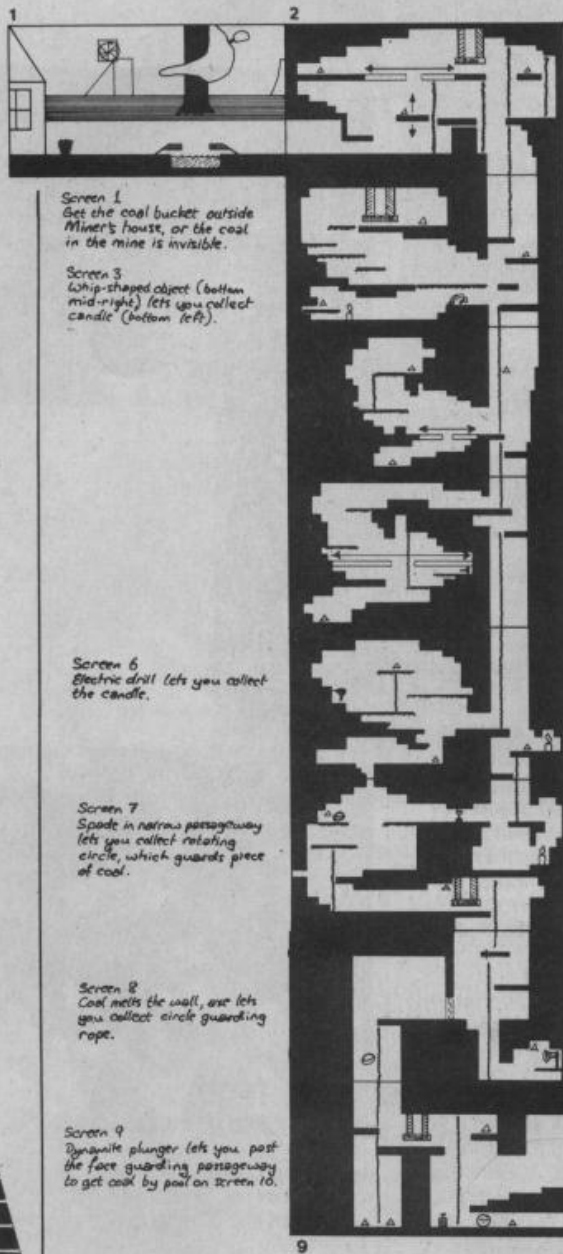 1
2
Screen 1
Get the coal bucket outside
Miner's house, or the coal
in the mine is invisible.
Screen 3
Whip-shaped object (bottom
mid-right) lets you collect
candle (bottom left).
Screen 6
Electric drill lets you collect
the candle.
Screen 7
Spade in narrow passageway
lets you collect rotating
circle, which guards piece
of coal.
Screen 8
Coal melts the wall, axe lets
you collect circle guarding
rope.
Screen 9
Dynamite plunger lets you past
the face guarding passageway
to get coal by pool on screen 10.
9